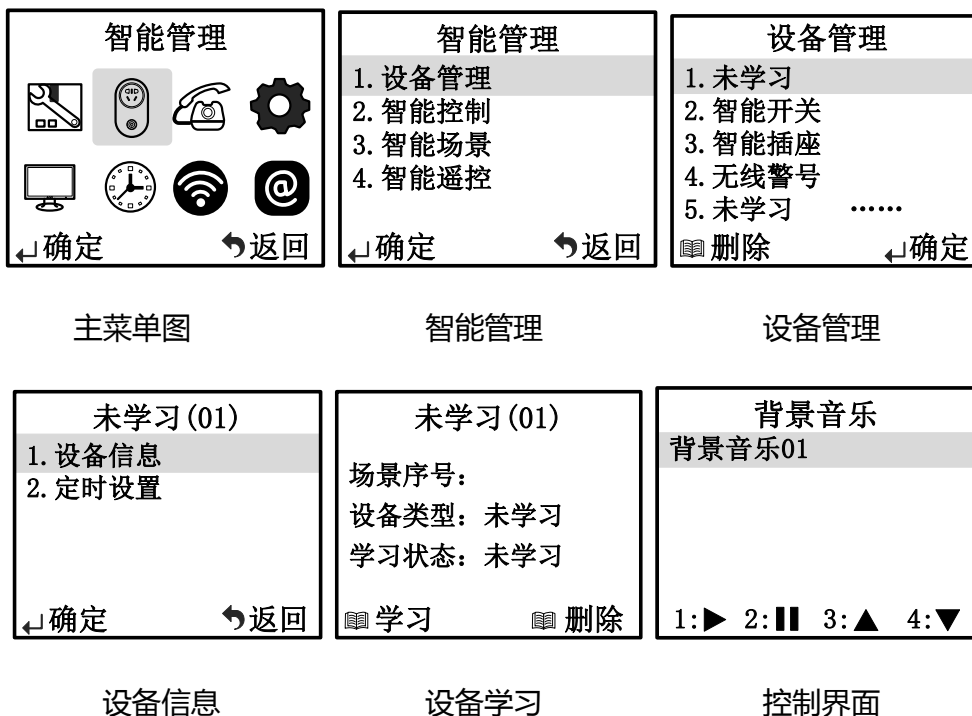 智能管理
确定 返回
主菜单图
智能管理
1. 设备管理
2. 智能控制
3. 智能场景
4. 智能遥控
确定 返回
智能管理
设备管理
1. 未学习
2. 智能开关
3. 智能插座
4. 无线警号
5. 未学习 ……
删除 确定
设备管理
未学习(01)
1. 设备信息
2. 定时设置
确定 返回
设备信息
未学习(01)
场景序号：
设备类型：未学习
学习状态：未学习
学习 删除
设备学习
背景音乐
背景音乐01
1:▶ 2:▐▐ 3:▲ 4:▼
控制界面